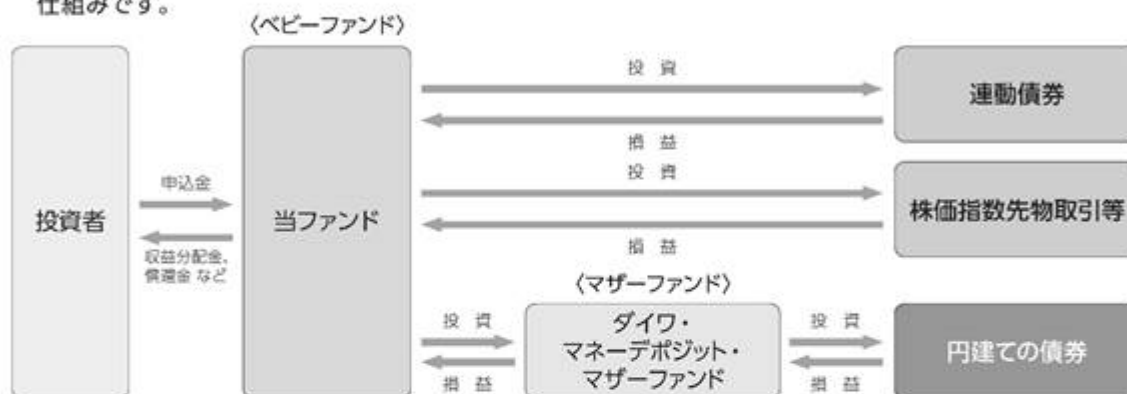 仕組みです。
〈ベビーファンド〉
投資者
申込金
収益分配金、
償還金 など
当ファンド
投 資
損 益
連動債券
投 資
損 益
株価指数先物取引等
〈マザーファンド〉
投 資
損 益
ダイワ・
マネーデポジット・
マザーファンド
投 資
損 益
円建ての債券